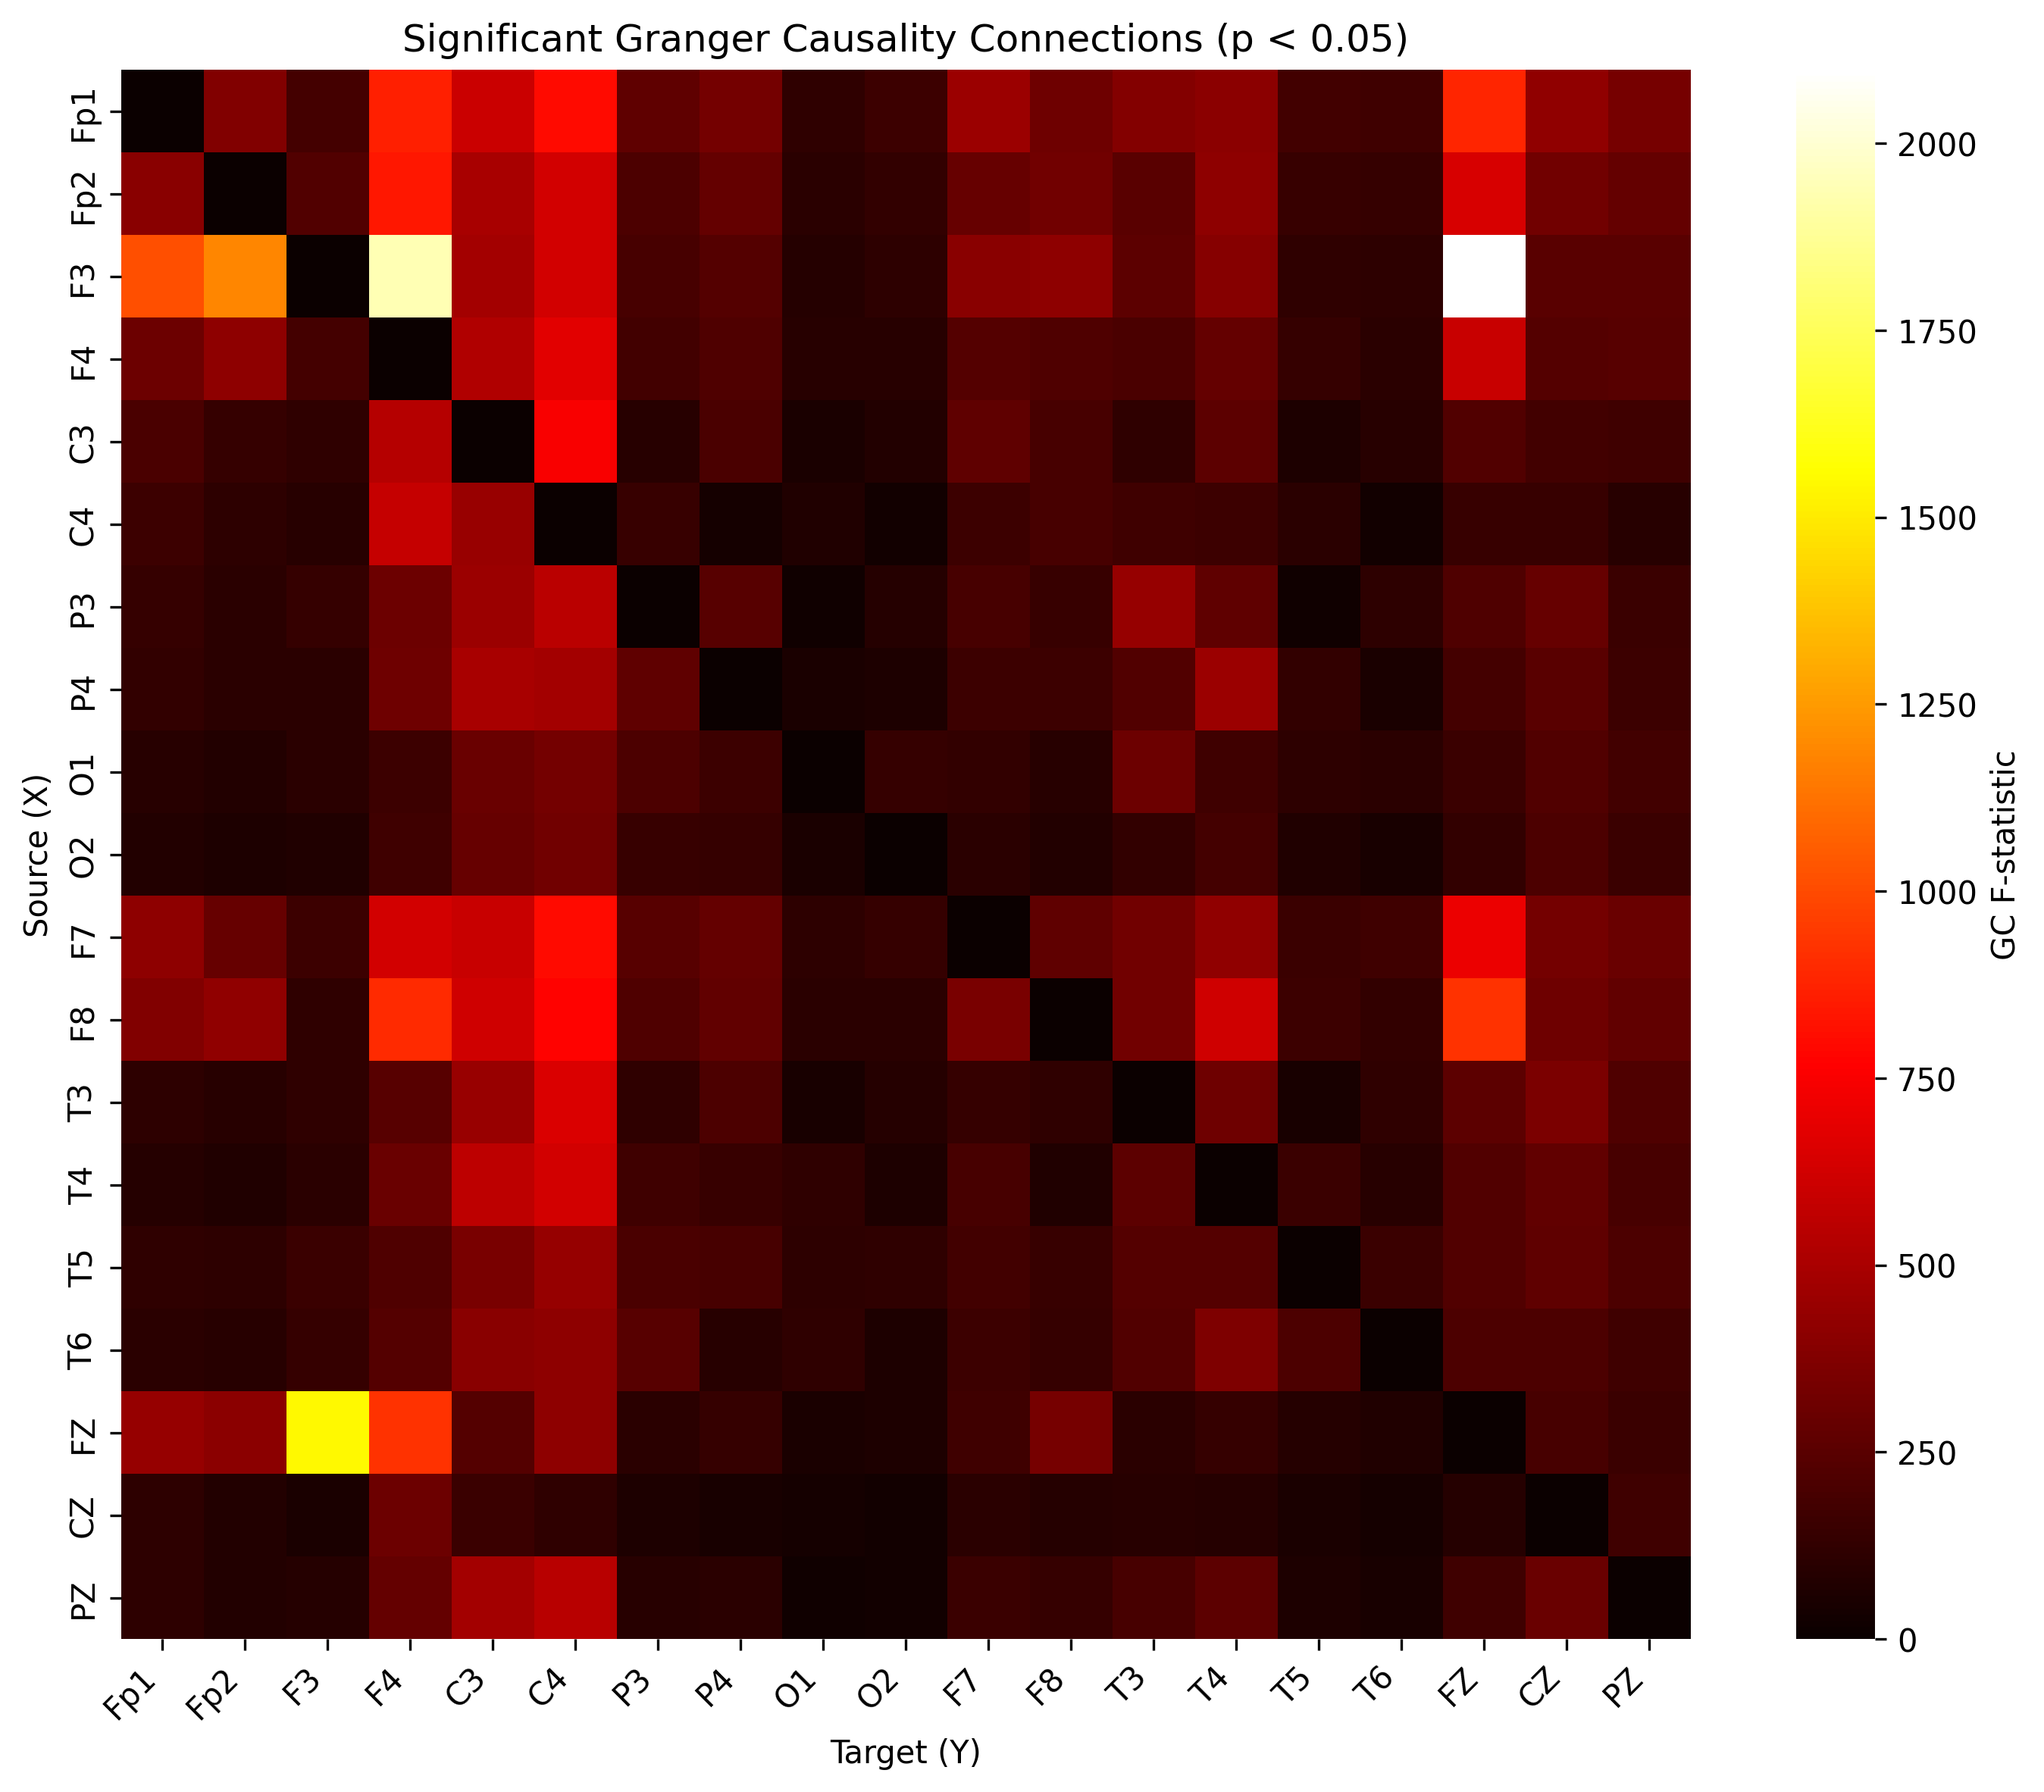 Significant Granger Causality Connections (p < 0.05)
Source (X)
Fp1
Fp2
F3
F4
C3
C4
P3
P4
O1
O2
F7
F8
T3
T4
T5
T6
FZ
CZ
PZ
Fp1 Fp2 F3 F4 C3 C4 P3 P4 O1 O2 F7 F8 T3 T4 T5 T6 FZ CZ PZ
Target (Y)
2000
1750
1500
1250
1000
750
500
250
0
GC F-statistic